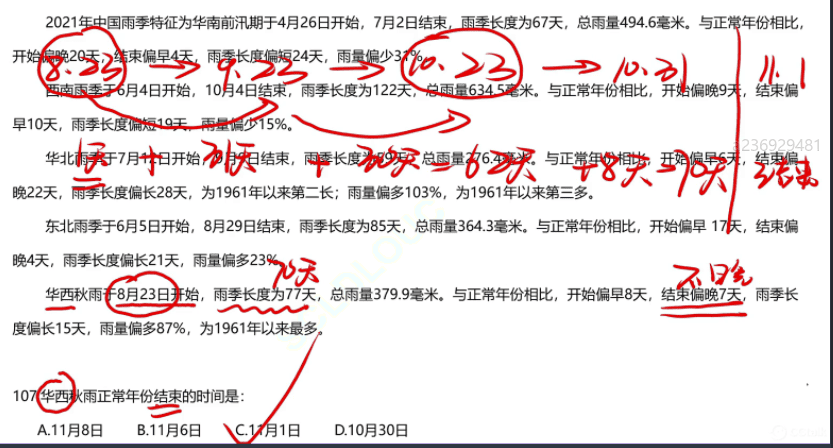 2021年中国雨季特征为华南前汛期于4月26日开始，7月2日结束，雨季长度为67天，总雨量494.6毫米。与正常年份相比，
开始偏晚20天，结束偏早4天，雨季长度偏短24天，雨量偏少31%。
8.23 → 9.23 → 10.23 → 10.31 11.1
西南雨季于6月4日开始，10月4日结束，雨季长度为122天，总雨量634.5毫米。与正常年份相比，开始偏晚9天，结束偏
早10天，雨季长度偏短19天，雨量偏少15%。
236929481
1天 + 31天 + 30天 = 62天 +8天=70天 结束
华北雨季于7月12日开始，9月9日结束，雨季长度为59天，总雨量276.4毫米。与正常年份相比，开始偏早6天，结束偏
晚22天，雨季长度偏长28天，为1961年以来第二长；雨量偏多103%，为1961年以来第三多。
东北雨季于6月5日开始，8月29日结束，雨季长度为85天，总雨量364.3毫米。与正常年份相比，开始偏早 17天，结束偏
晚4天，雨季长度偏长21天，雨量偏多23%。
70天
华西秋雨于8月23日开始，雨季长度为77天，总雨量379.9毫米。与正常年份相比，开始偏早8天，结束偏晚7天，雨季长
度偏长15天，雨量偏多87%，为1961年以来最多。
107.华西秋雨正常年份结束的时间是：
A.11月8日 B.11月6日 C.11月1日 D.10月30日